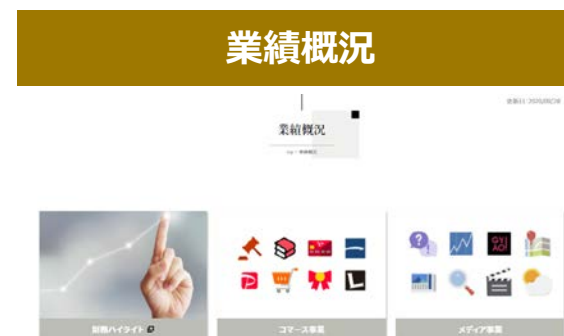 業績概況
業績概況
財務ハイライト
コマース事業
メディア事業